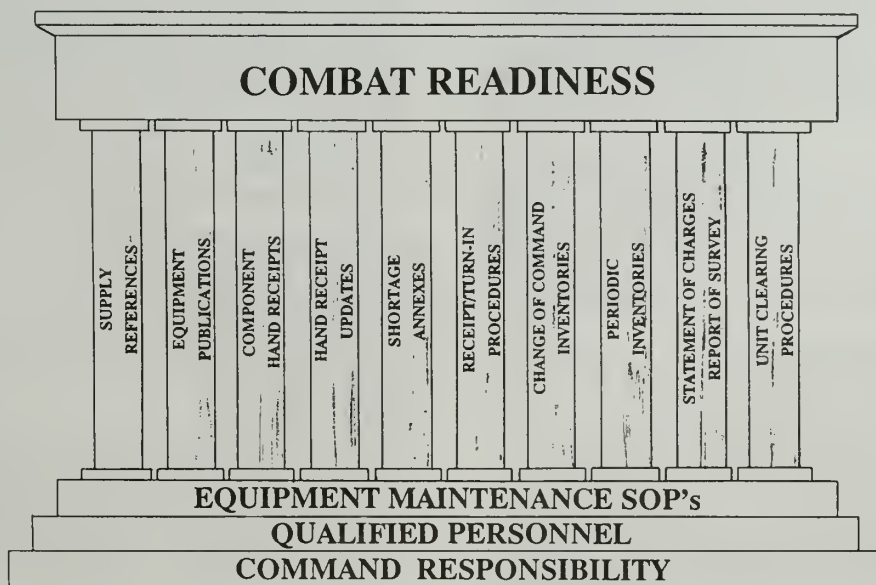 COMBAT READINESS
SUPPLY
REFERENCES
EQUIPMENT
PUBLICATIONS
COMPONENT
HAND RECEIPTS
HAND RECEIPT
UPDATES
SHORTAGE
ANNEXES
RECEIPT/TURN-IN
PROCEDURES
CHANGE OF COMMAND
INVENTORIES
PERIODIC
INVENTORIES
STATEMENT OF CHARGES
REPORT OF SURVEY
UNIT CLEARING
PROCEDURES
EQUIPMENT MAINTENANCE SOP's
QUALIFIED PERSONNEL
COMMAND RESPONSIBILITY